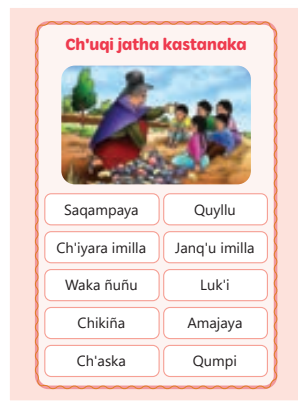 Ch'uqi jatha kastanaka
Saqampaya
Quyllu
Ch'iyara imilla
Janq'u imilla
Waka ñuñu
Luk'i
Chikiña
Amajaya
Ch'aska
Qumpi